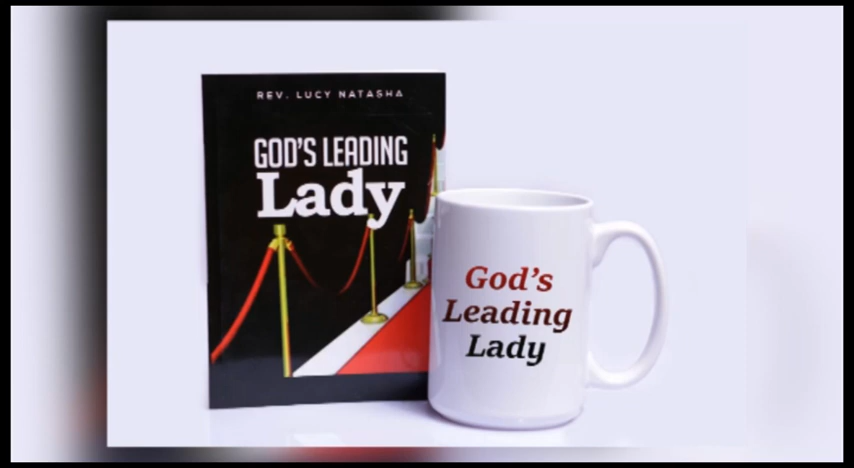 REV. LUCY NATASHA
GOD'S LEADING
Lady
God's
Leading
Lady